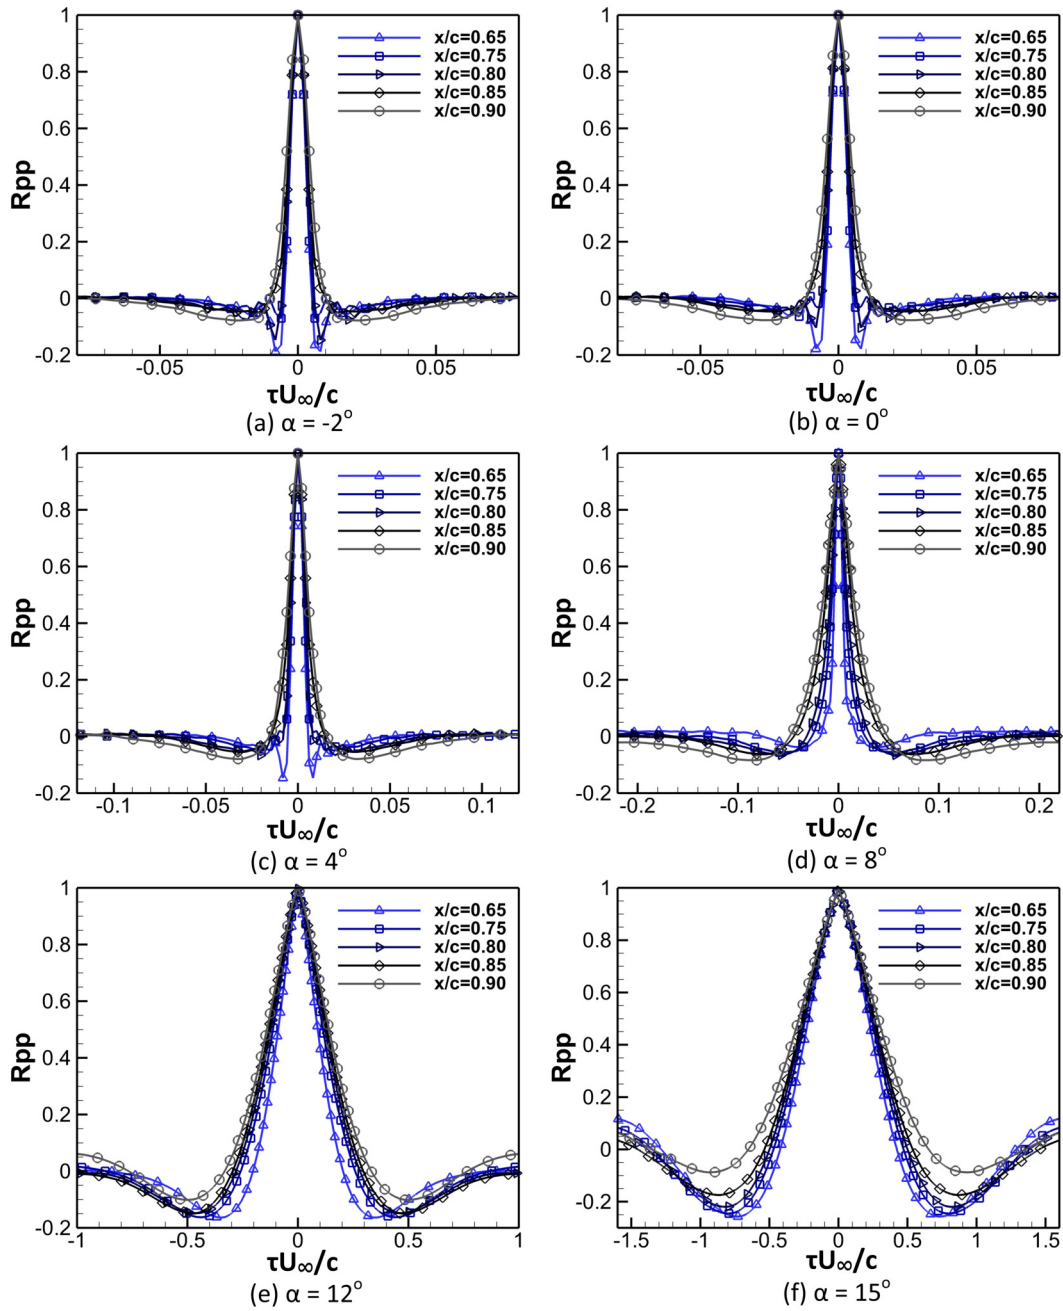 1
0.8
0.6
0.4
0.2
0
-0.2
Rpp
x/c=0.65
x/c=0.75
x/c=0.80
x/c=0.85
x/c=0.90
-0.05 0 0.05
τU∞/c
(a) α = -2°
1
0.8
0.6
0.4
0.2
0
-0.2
Rpp
x/c=0.65
x/c=0.75
x/c=0.80
x/c=0.85
x/c=0.90
-0.05 0 0.05
τU∞/c
(b) α = 0°
1
0.8
0.6
0.4
0.2
0
-0.2
Rpp
x/c=0.65
x/c=0.75
x/c=0.80
x/c=0.85
x/c=0.90
-0.1 -0.05 0 0.05 0.1
τU∞/c
(c) α = 4°
1
0.8
0.6
0.4
0.2
0
-0.2
Rpp
x/c=0.65
x/c=0.75
x/c=0.80
x/c=0.85
x/c=0.90
-0.2 -0.1 0 0.1 0.2
τU∞/c
(d) α = 8°
1
0.8
0.6
0.4
0.2
0
-0.2
Rpp
x/c=0.65
x/c=0.75
x/c=0.80
x/c=0.85
x/c=0.90
-1 -0.5 0 0.5 1
τU∞/c
(e) α = 12°
1
0.8
0.6
0.4
0.2
0
-0.2
Rpp
x/c=0.65
x/c=0.75
x/c=0.80
x/c=0.85
x/c=0.90
-1.5 -1 -0.5 0 0.5 1 1.5
τU∞/c
(f) α = 15°